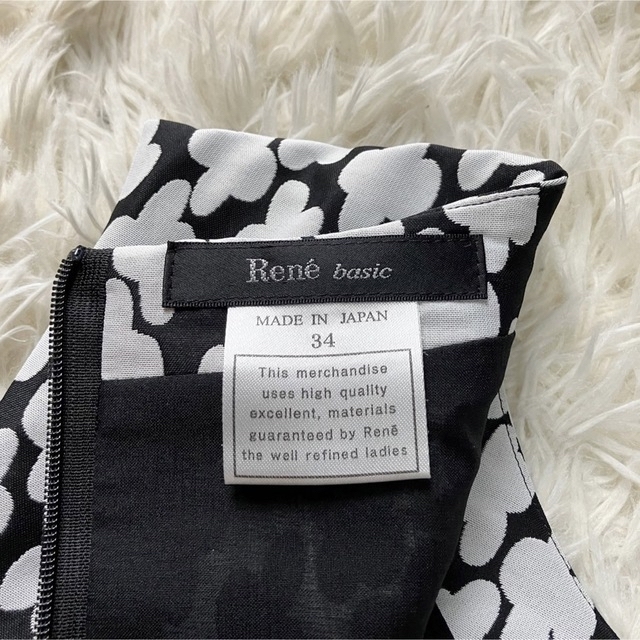 René basic
MADE IN JAPAN
34
This merchandise
uses high quality
excellent, materials
guaranteed by René
the well refined ladies